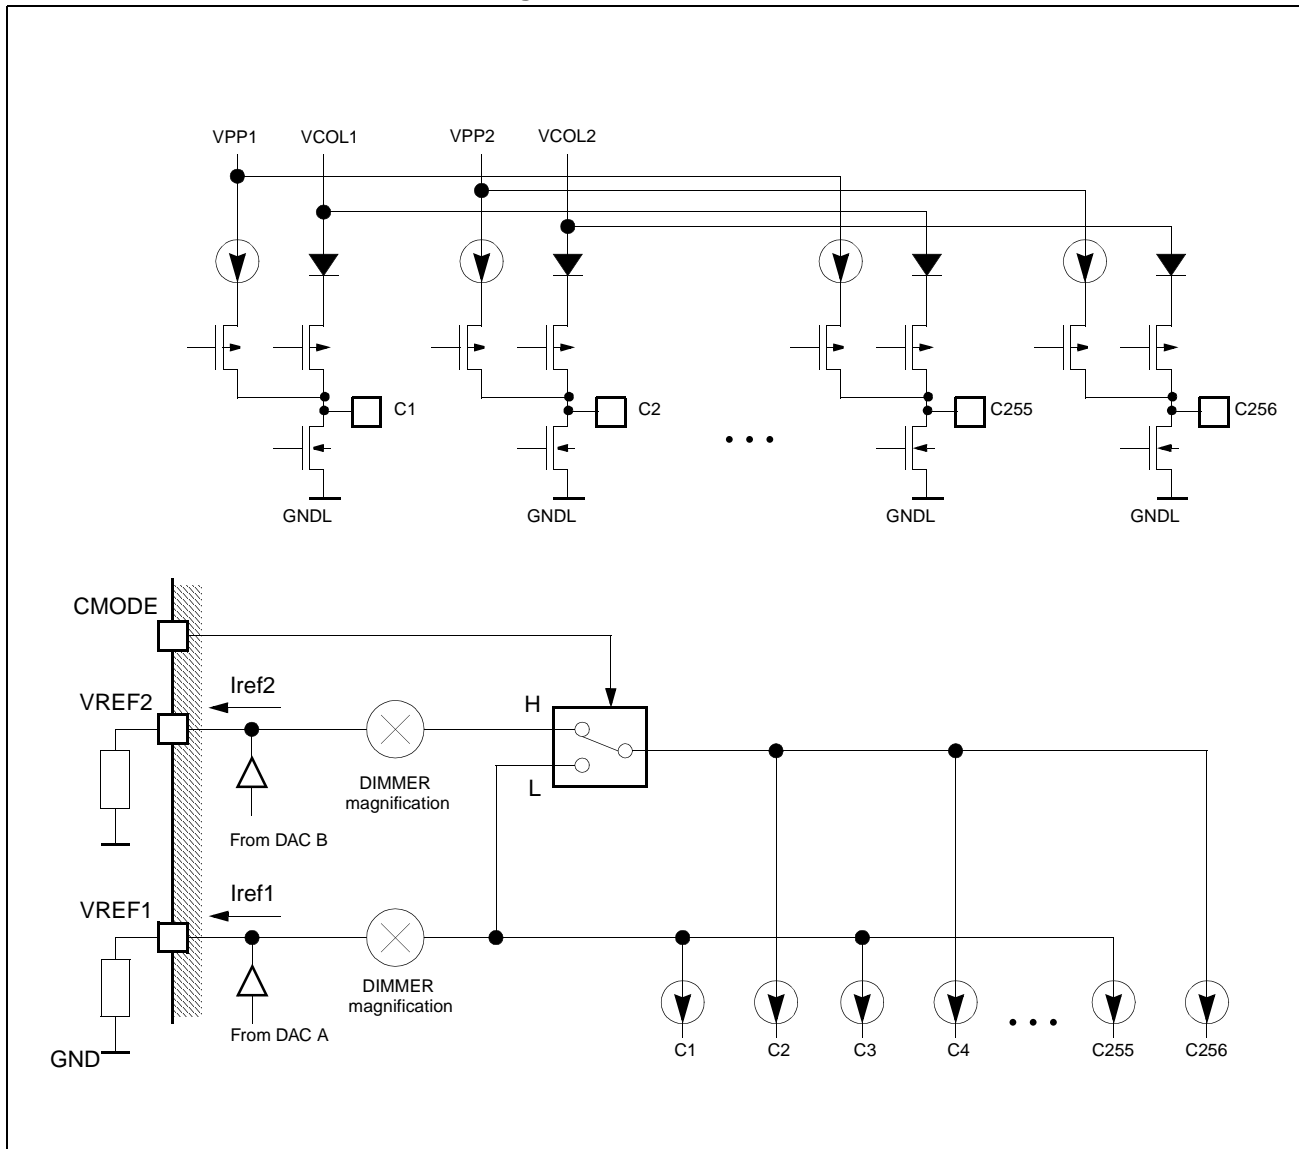 VPP1 VCOL1 VPP2 VCOL2
C1 C2 C255 C256
GNDL GNDL GNDL GNDL
CMODE
VREF2 Iref2 H
DIMMER
magnification
L
From DAC B
VREF1 Iref1
DIMMER
magnification
From DAC A
GND
C1 C2 C3 C4 C255 C256